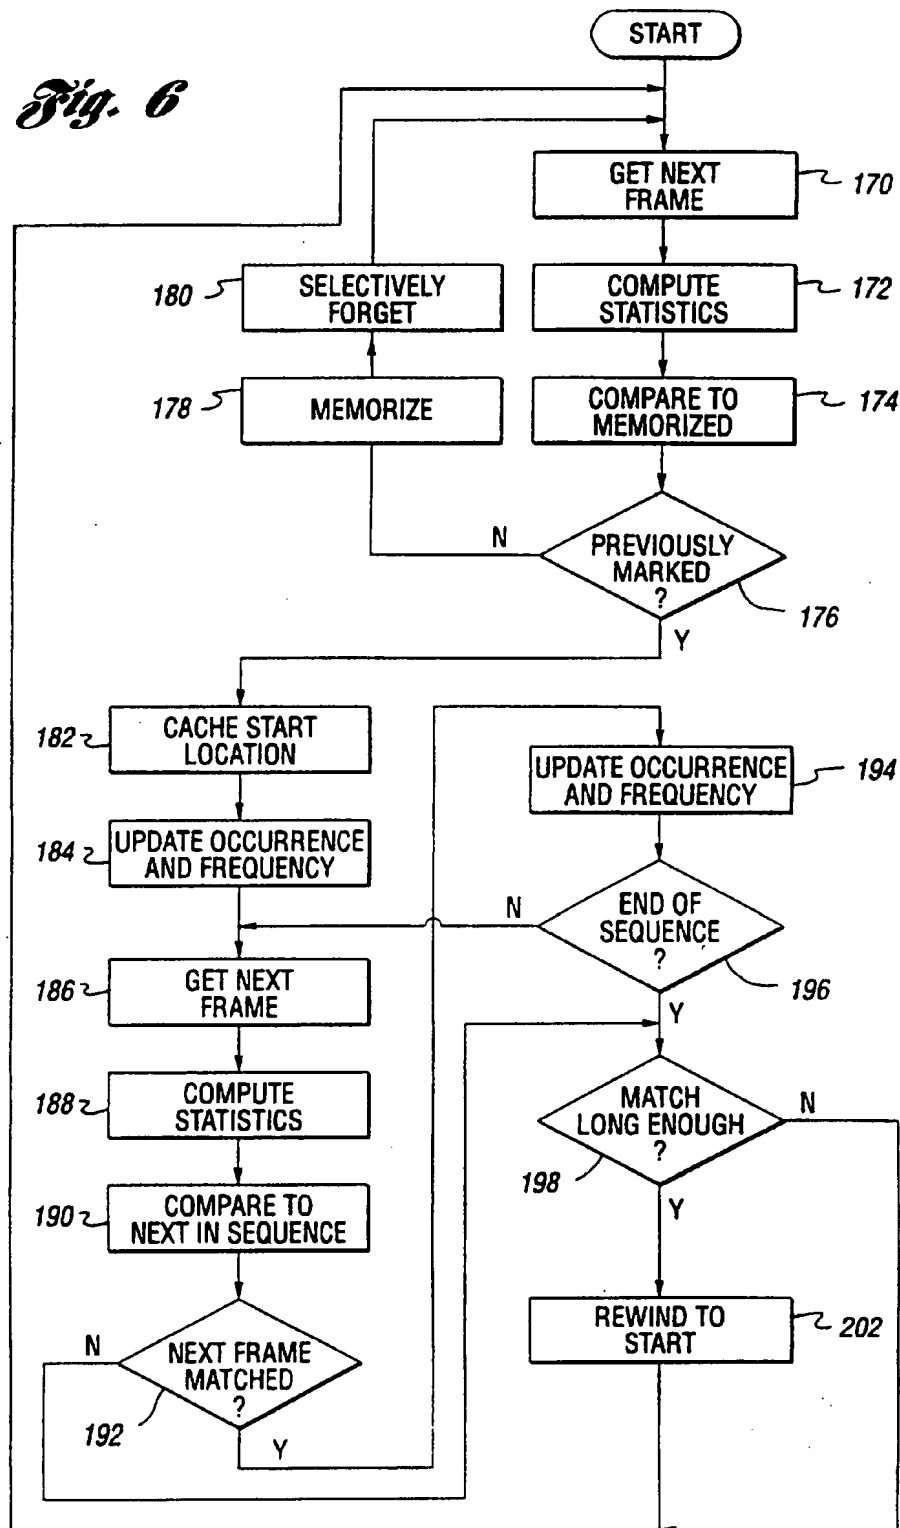 Fig. 6
START
GET NEXT
FRAME
170
COMPUTE
STATISTICS
172
COMPARE TO
MEMORIZED
174
SELECTIVELY
FORGET
180
MEMORIZE
178
PREVIOUSLY
MARKED
?
176
N
Y
CACHE START
LOCATION
182
UPDATE OCCURRENCE
AND FREQUENCY
184
GET NEXT
FRAME
186
COMPUTE
STATISTICS
188
COMPARE TO
NEXT IN SEQUENCE
190
NEXT FRAME
MATCHED
?
192
N
Y
UPDATE OCCURRENCE
AND FREQUENCY
194
END OF
SEQUENCE
?
196
N
Y
MATCH
LONG ENOUGH
?
198
N
Y
REWIND TO
START
202